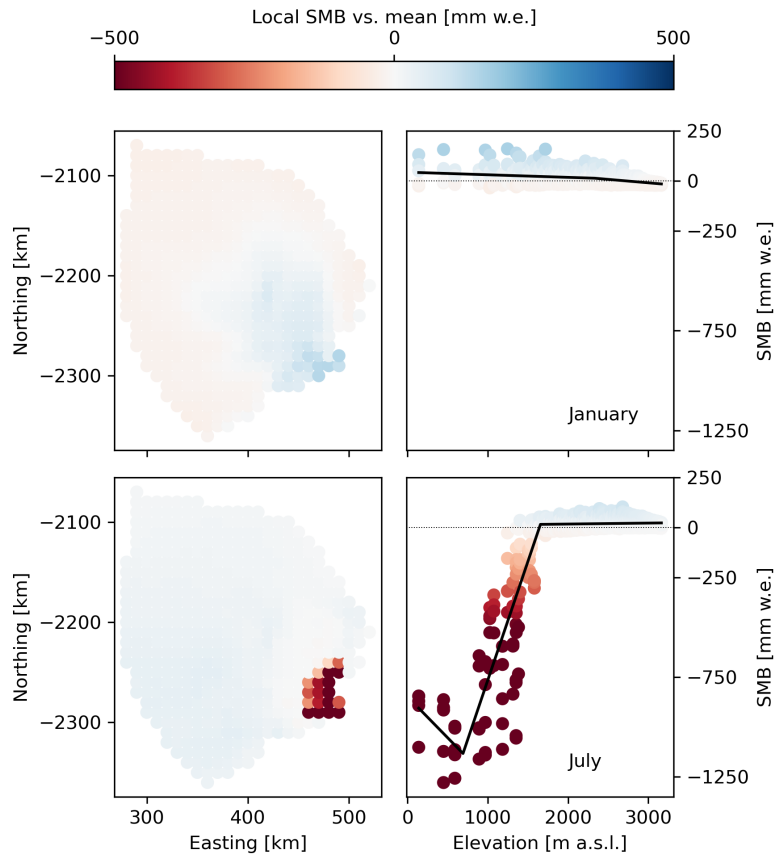 Local SMB vs. mean [mm w.e.]
−500 0 500
−2100
−2200
−2300
Northing [km]
250
0
−250
−750
−1250
SMB [mm w.e.]
January
−2100
−2200
−2300
Northing [km]
250
0
−250
−750
−1250
SMB [mm w.e.]
July
300 400 500
Easting [km]
0 1000 2000 3000
Elevation [m a.s.l.]